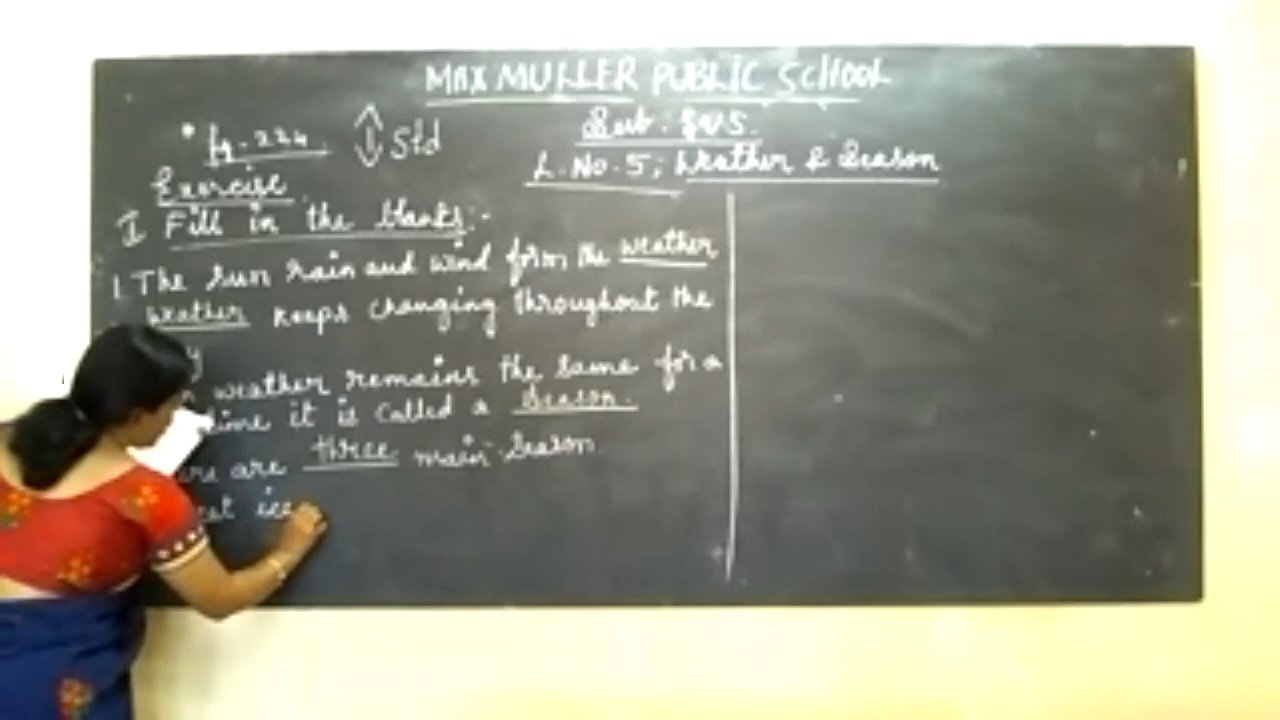 MAX MULLER PUBLIC SCHOOL
Sub: EVS.
L.No.5; Weather & Season
* Pg-224
I Std
Exercise
I Fill in the blanks:-
1 The sun rain and wind form the weather
Weather keeps changing throughout the
y
n weather remains the same for a
time it is called a Season.
are three main Season